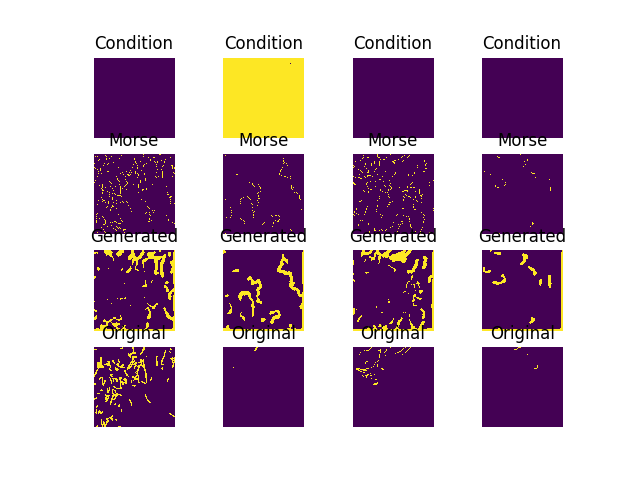 Condition Condition Condition Condition
Morse Morse Morse Morse
Generated Generated Generated Generated
Original Original Original Original